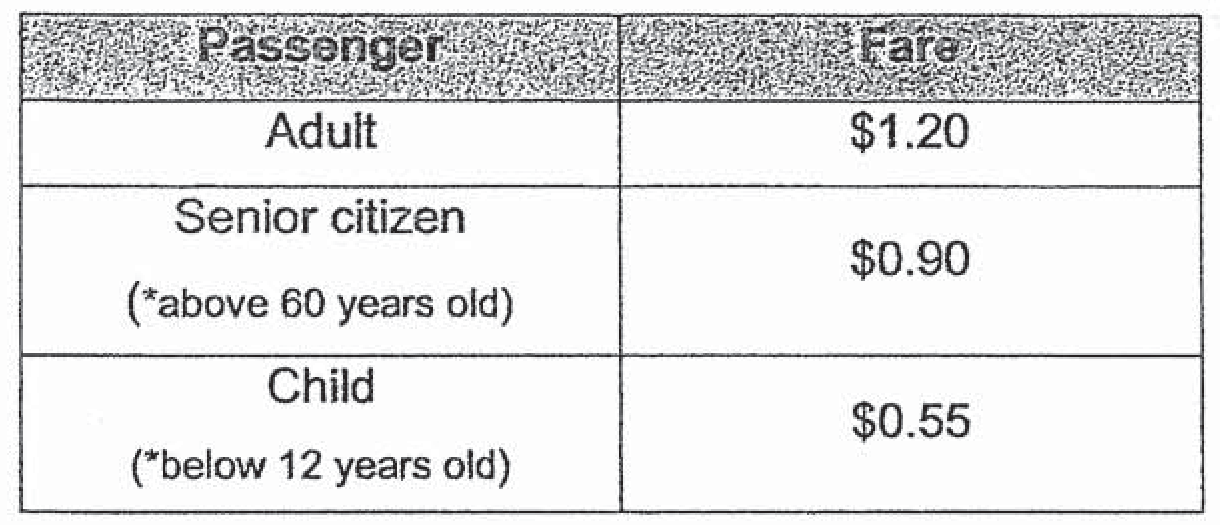 Passenger
Fare
Adult
$1.20
Senior citizen
(*above 60 years old)
$0.90
Child
(*below 12 years old)
$0.55